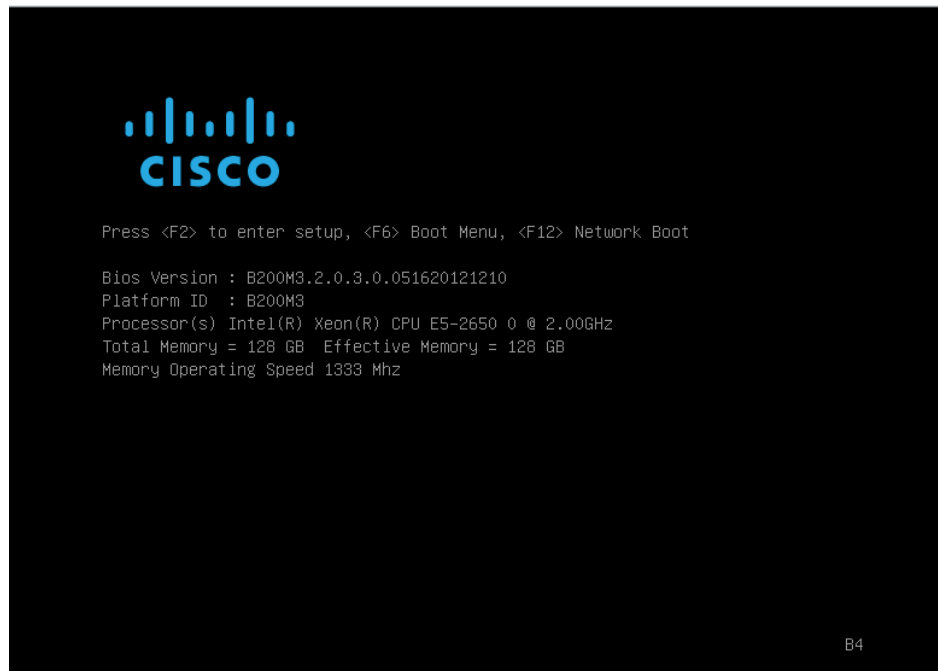 CISCO
Press <F2> to enter setup, <F6> Boot Menu, <F12> Network Boot
Bios Version : B200M3.2.0.3.0.051620121210
Platform ID  : B200M3
Processor(s) Intel(R) Xeon(R) CPU E5-2650 0 @ 2.00GHz
Total Memory = 128 GB  Effective Memory = 128 GB
Memory Operating Speed 1333 Mhz
B4